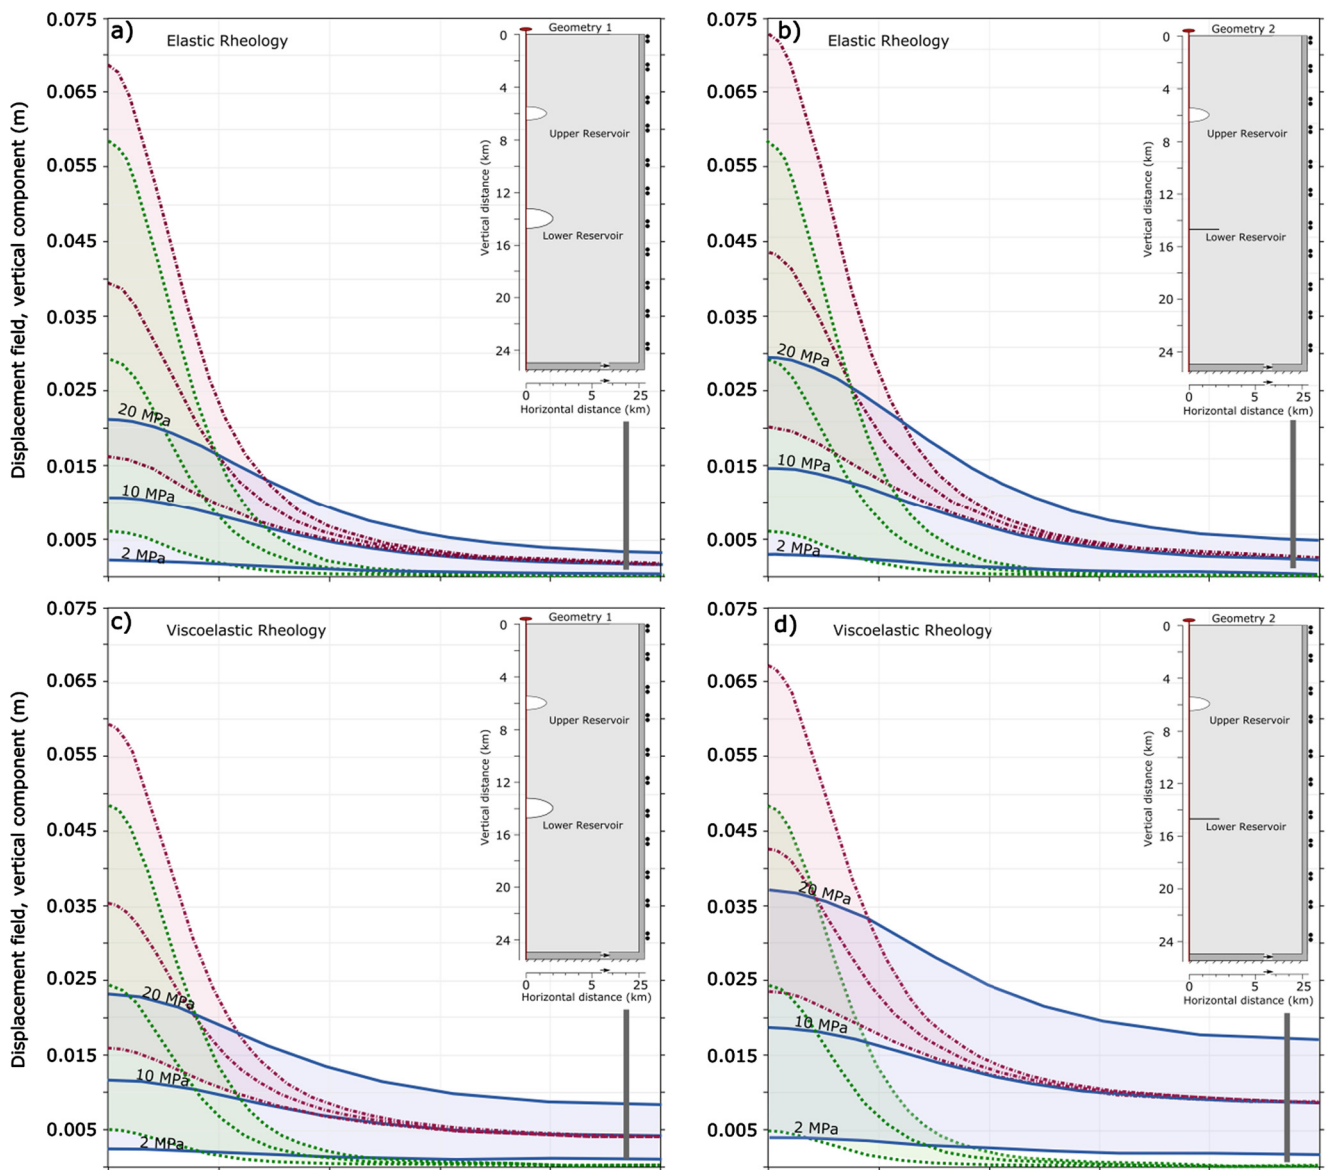 a)
Elastic Rheology
Displacement field, vertical component (m)
0.075
0.065
0.055
0.045
0.035
0.025
0.015
0.005
20 MPa
10 MPa
2 MPa
Geometry 1
Vertical distance (km)
0
4
8
12
16
20
24
Upper Reservoir
Lower Reservoir
0 5 25
Horizontal distance (km)
b)
Elastic Rheology
0.075
0.065
0.055
0.045
0.035
0.025
0.015
0.005
20 MPa
10 MPa
2 MPa
Geometry 2
Vertical distance (km)
0
4
8
12
16
20
24
Upper Reservoir
Lower Reservoir
0 5 25
Horizontal distance (km)
c)
Viscoelastic Rheology
Displacement field, vertical component (m)
0.075
0.065
0.055
0.045
0.035
0.025
0.015
0.005
20 MPa
10 MPa
2 MPa
Geometry 1
Vertical distance (km)
0
4
8
12
16
20
24
Upper Reservoir
Lower Reservoir
0 5 25
Horizontal distance (km)
d)
Viscoelastic Rheology
0.075
0.065
0.055
0.045
0.035
0.025
0.015
0.005
20 MPa
10 MPa
2 MPa
Geometry 2
Vertical distance (km)
0
4
8
12
16
20
24
Upper Reservoir
Lower Reservoir
0 5 25
Horizontal distance (km)